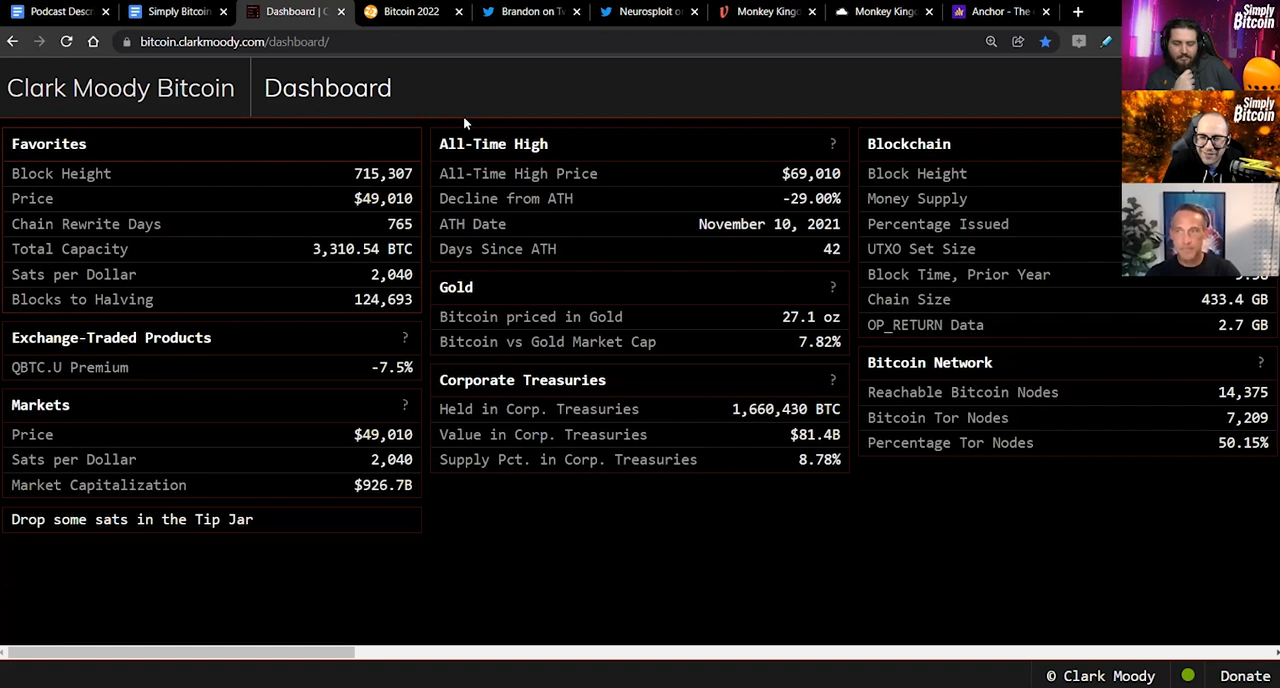 Podcast Descr
Simply Bitcoin
Dashboard | C
Bitcoin 2022
Brandon on Tw
Neurosploit on
Monkey King
Monkey King
Anchor - The
bitcoin.clarkmoody.com/dashboard/
Simply Bitcoin
Simply Bitcoin
Clark Moody Bitcoin
Dashboard
Favorites
Block Height 715,307
Price $49,010
Chain Rewrite Days 765
Total Capacity 3,310.54 BTC
Sats per Dollar 2,040
Blocks to Halving 124,693
Exchange-Traded Products ?
QBTC.U Premium -7.5%
Markets ?
Price $49,010
Sats per Dollar 2,040
Market Capitalization $926.7B
Drop some sats in the Tip Jar
All-Time High ?
All-Time High Price $69,010
Decline from ATH -29.00%
ATH Date November 10, 2021
Days Since ATH 42
Gold ?
Bitcoin priced in Gold 27.1 oz
Bitcoin vs Gold Market Cap 7.82%
Corporate Treasuries ?
Held in Corp. Treasuries 1,660,430 BTC
Value in Corp. Treasuries $81.4B
Supply Pct. in Corp. Treasuries 8.78%
Blockchain
Block Height
Money Supply
Percentage Issued
UTXO Set Size
Block Time, Prior Year
Chain Size 433.4 GB
OP_RETURN Data 2.7 GB
Bitcoin Network ?
Reachable Bitcoin Nodes 14,375
Bitcoin Tor Nodes 7,209
Percentage Tor Nodes 50.15%
© Clark Moody
Donate